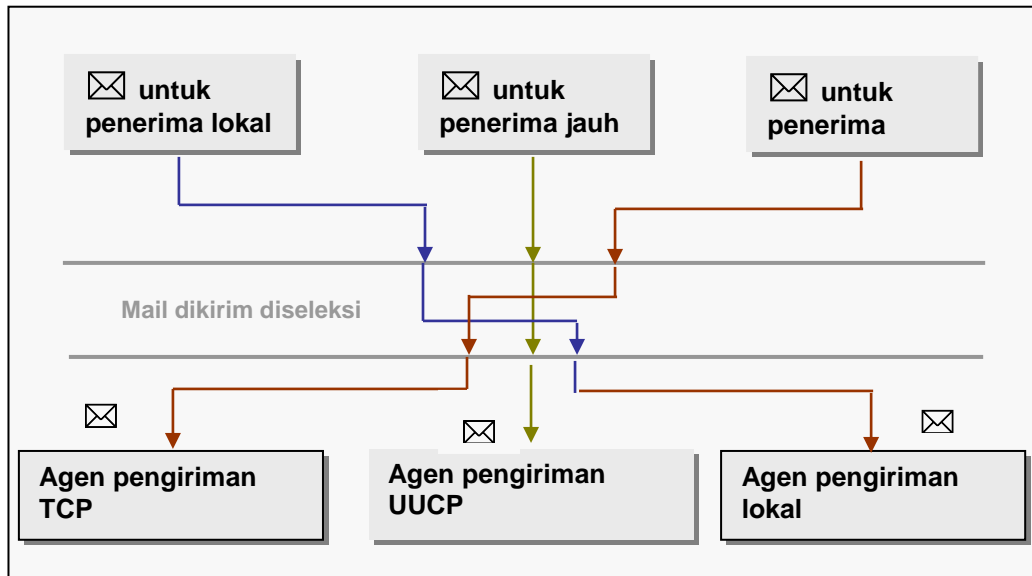 untuk
penerima lokal
untuk
penerima jauh
untuk
penerima
Mail dikirim diseleksi
Agen pengiriman
TCP
Agen pengiriman
UUCP
Agen pengiriman
lokal